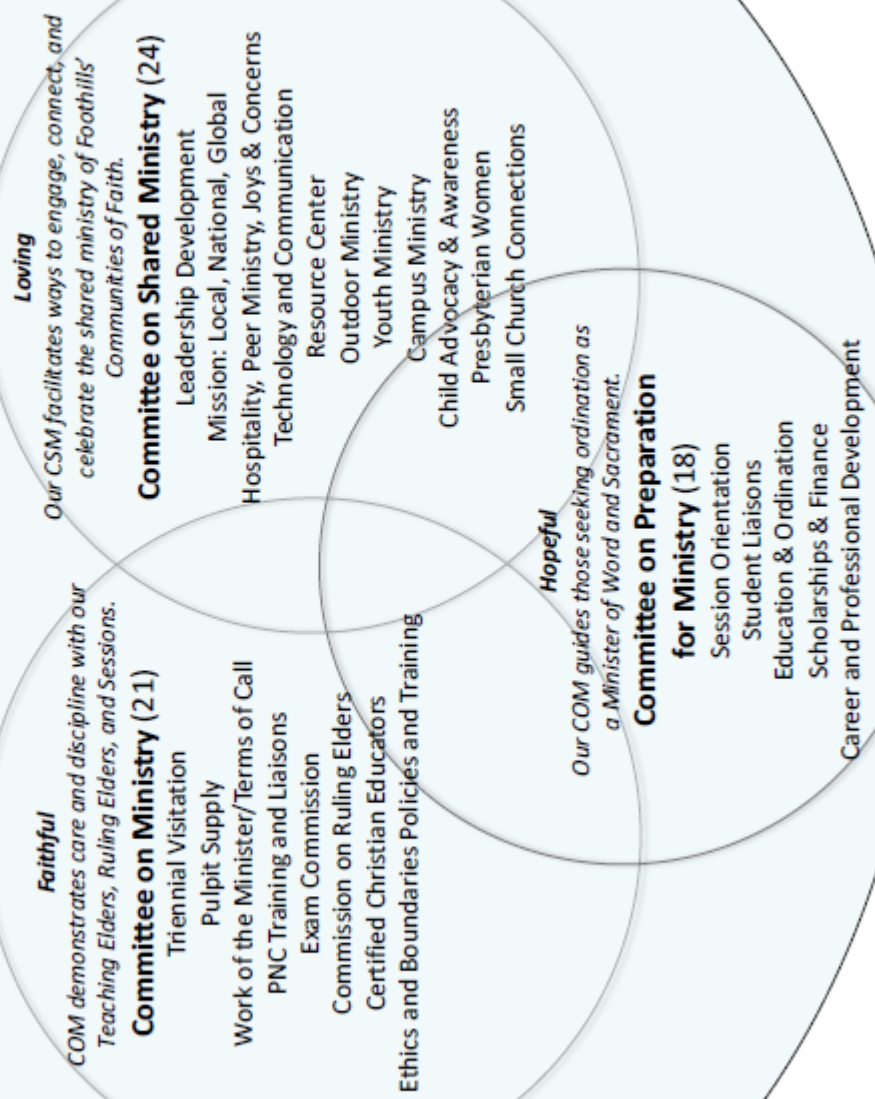 Faithful
COM demonstrates care and discipline with our
Teaching Elders, Ruling Elders, and Sessions.
Committee on Ministry (21)
Triennial Visitation
Pulpit Supply
Work of the Minister/Terms of Call
PNC Training and Liaisons
Exam Commission
Commission on Ruling Elders
Certified Christian Educators
Ethics and Boundaries Policies and Training
Loving
Our CSM facilitates ways to engage, connect, and
celebrate the shared ministry of Foothills'
Communities of Faith.
Committee on Shared Ministry (24)
Leadership Development
Mission: Local, National, Global
Hospitality, Peer Ministry, Joys & Concerns
Technology and Communication
Resource Center
Outdoor Ministry
Youth Ministry
Campus Ministry
Child Advocacy & Awareness
Presbyterian Women
Small Church Connections
Hopeful
Our COM guides those seeking ordination as
a Minister of Word and Sacrament.
Committee on Preparation
for Ministry (18)
Session Orientation
Student Liaisons
Education & Ordination
Scholarships & Finance
Career and Professional Development